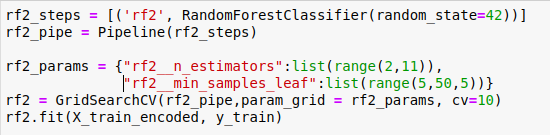 rf2_steps = [('rf2', RandomForestClassifier(random_state=42))]
rf2_pipe = Pipeline(rf2_steps)
rf2_params = {"rf2__n_estimators":list(range(2,11)),
"rf2__min_samples_leaf":list(range(5,50,5))}
rf2 = GridSearchCV(rf2_pipe,param_grid = rf2_params, cv=10)
rf2.fit(X_train_encoded, y_train)